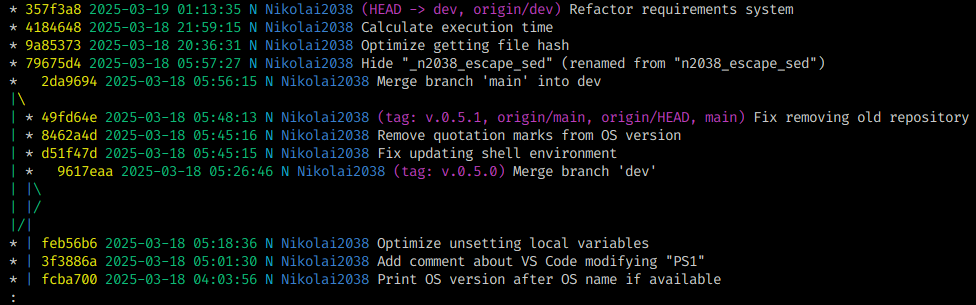 * 357f3a8 2025-03-19 01:13:35 N Nikolai2038 (HEAD -> dev, origin/dev) Refactor requirements system
* 4184648 2025-03-18 21:59:15 N Nikolai2038 Calculate execution time
* 9a85373 2025-03-18 20:36:31 N Nikolai2038 Optimize getting file hash
* 79675d4 2025-03-18 05:57:27 N Nikolai2038 Hide "_n2038_escape_sed" (renamed from "n2038_escape_sed")
*   2da9694 2025-03-18 05:56:15 N Nikolai2038 Merge branch 'main' into dev
|\
| * 49fd64e 2025-03-18 05:48:13 N Nikolai2038 (tag: v.0.5.1, origin/main, origin/HEAD, main) Fix removing old repository
| * 8462a4d 2025-03-18 05:45:16 N Nikolai2038 Remove quotation marks from OS version
| * d51f47d 2025-03-18 05:45:15 N Nikolai2038 Fix updating shell environment
| *   9617eaa 2025-03-18 05:26:46 N Nikolai2038 (tag: v.0.5.0) Merge branch 'dev'
| |\
| |/
|/|
* | feb56b6 2025-03-18 05:18:36 N Nikolai2038 Optimize unsetting local variables
* | 3f3886a 2025-03-18 05:01:30 N Nikolai2038 Add comment about VS Code modifying "PS1"
* | fcba700 2025-03-18 04:03:56 N Nikolai2038 Print OS version after OS name if available
: